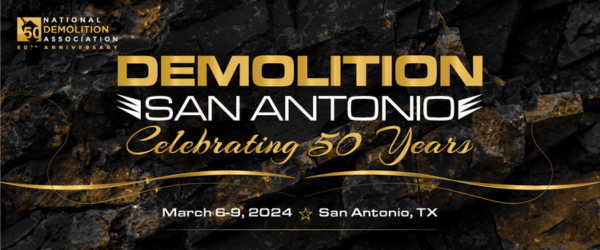 50
NATIONAL
DEMOLITION
ASSOCIATION
50TH ANNIVERSARY
DEMOLITION
SAN ANTONIO
Celebrating 50 Years
March 6-9, 2024 ☆ San Antonio, TX